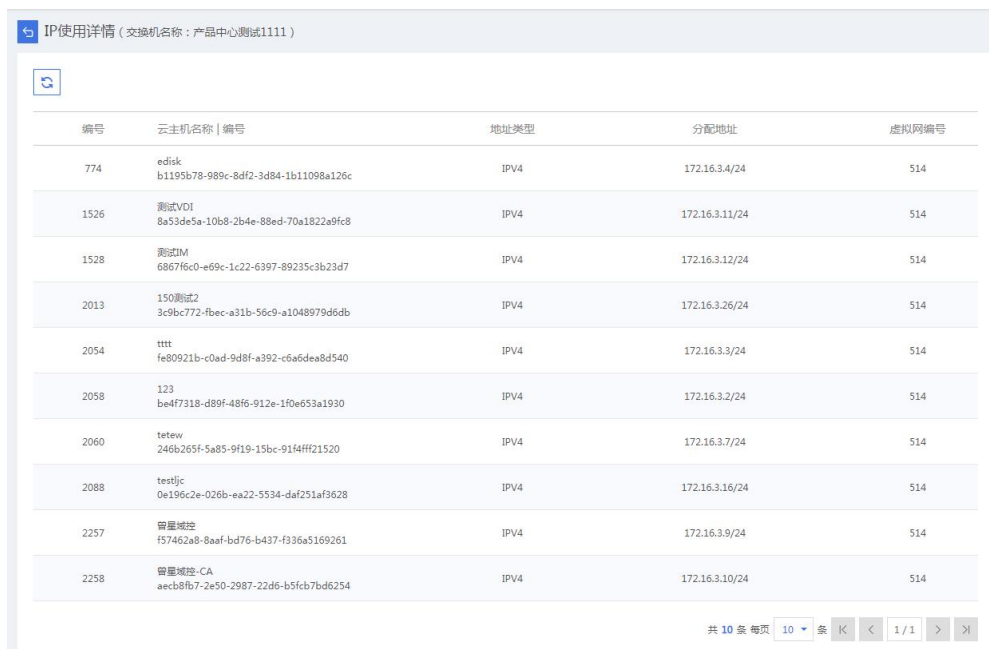 IP使用详情 ( 交换机名称：产品中心测试1111 )
编号 云主机名称 | 编号 地址类型 分配地址 虚拟网编号
edisk
774 IPV4 172.16.3.4/24 514
b1195b78-989c-8df2-3d84-1b11098a126c
测试VDI
1526 IPV4 172.16.3.11/24 514
8a53de5a-10b8-2b4e-88ed-70a1822a9fc8
测试IM
1528 IPV4 172.16.3.12/24 514
6867f6c0-e69c-1c22-6397-89235c3b23d7
150测试2
2013 IPV4 172.16.3.26/24 514
3c9bc772-fbec-a31b-56c9-a1048979d6db
tttt
2054 IPV4 172.16.3.3/24 514
fe80921b-c0ad-9d8f-a392-c6a6dea8d540
123
2058 IPV4 172.16.3.2/24 514
be4f7318-d89f-48f6-912e-1f0e653a1930
tetew
2060 IPV4 172.16.3.7/24 514
246b265f-5a85-9f19-15bc-91f4fff21520
testljc
2088 IPV4 172.16.3.16/24 514
0e196c2e-026b-ea22-5534-daf251af3628
曾星域控
2257 IPV4 172.16.3.9/24 514
f57462a8-8aaf-bd76-b437-f336a5169261
曾星域控-CA
2258 IPV4 172.16.3.10/24 514
aecb8fb7-2e50-2987-22d6-b5fcb7bd6254
共 10 条 每页 10 条 1 / 1